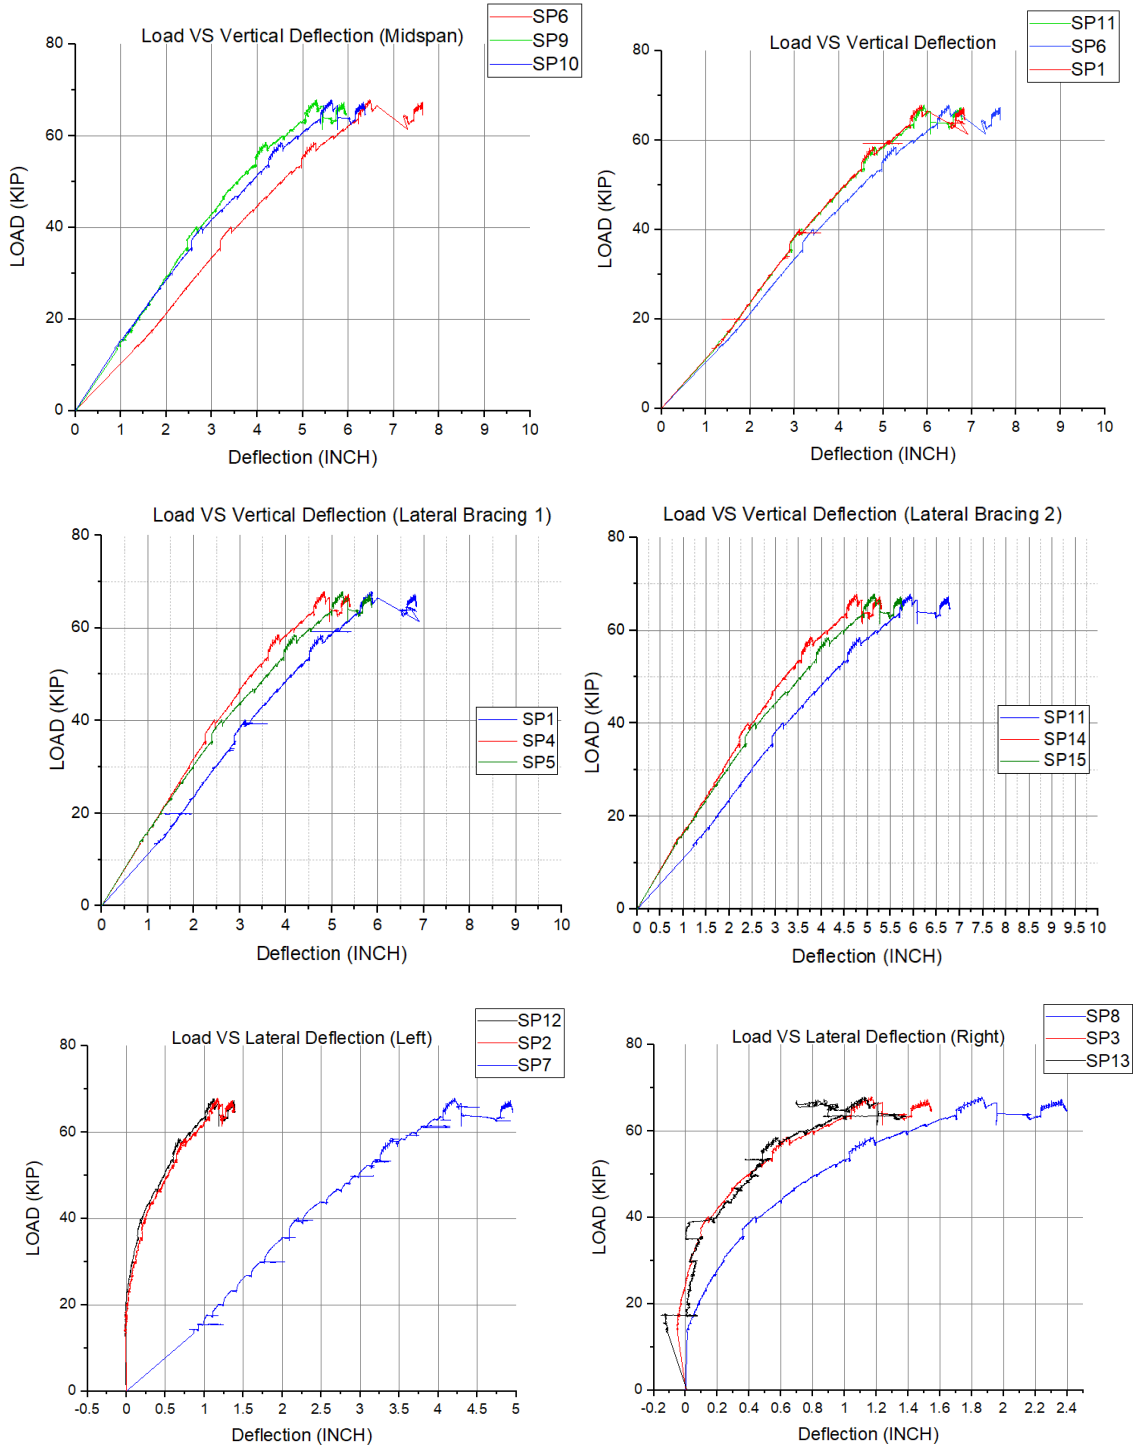 Load VS Vertical Deflection (Midspan)
SP6
SP9
SP10
80
60
40
20
0
LOAD (KIP)
0 1 2 3 4 5 6 7 8 9 10
Deflection (INCH)
Load VS Vertical Deflection
SP11
SP6
SP1
80
60
40
20
0
LOAD (KIP)
0 1 2 3 4 5 6 7 8 9 10
Deflection (INCH)
Load VS Vertical Deflection (Lateral Bracing 1)
80
60
40
20
0
LOAD (KIP)
SP1
SP4
SP5
0 1 2 3 4 5 6 7 8 9 10
Deflection (INCH)
Load VS Vertical Deflection (Lateral Bracing 2)
80
60
40
20
0
LOAD (KIP)
SP11
SP14
SP15
0 0.5 1 1.5 2 2.5 3 3.5 4 4.5 5 5.5 6 6.5 7 7.5 8 8.5 9 9.5 10
Deflection (INCH)
Load VS Lateral Deflection (Left)
SP12
SP2
SP7
80
60
40
20
0
LOAD (KIP)
-0.5 0 0.5 1 1.5 2 2.5 3 3.5 4 4.5 5
Deflection (INCH)
Load VS Lateral Deflection (Right)
SP8
SP3
SP13
80
60
40
20
0
LOAD (KIP)
-0.2 0 0.2 0.4 0.6 0.8 1 1.2 1.4 1.6 1.8 2 2.2 2.4
Deflection (INCH)